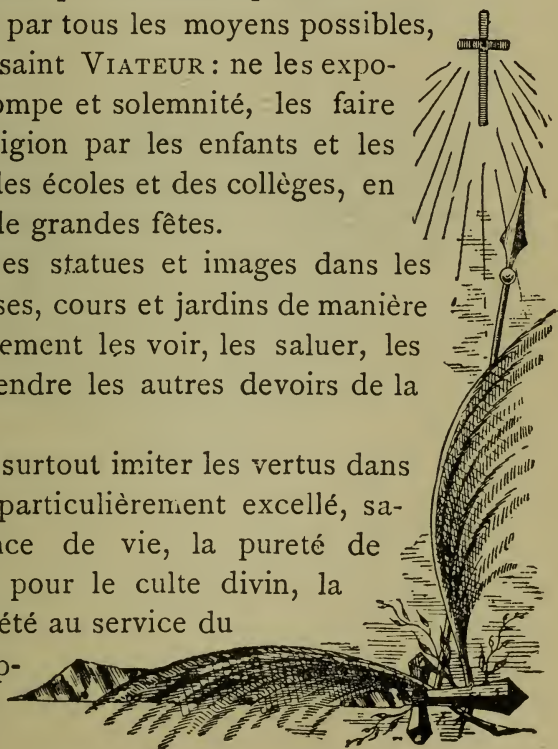 par tous les moyens possibles,
saint VIATEUR : ne les expo-
ompe et solemnité, les faire
igion par les enfants et les
les écoles et des collèges, en
le grandes fêtes.
es statues et images dans les
ses, cours et jardins de manière
ement les voir, les saluer, les
endre les autres devoirs de la
surtout imiter les vertus dans
particulièrement excellé, sa-
nce de vie, la pureté de
pour le culte divin, la
été au service du
p-